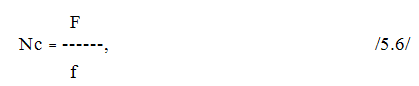 F
Nc = ------, /5.6/
f